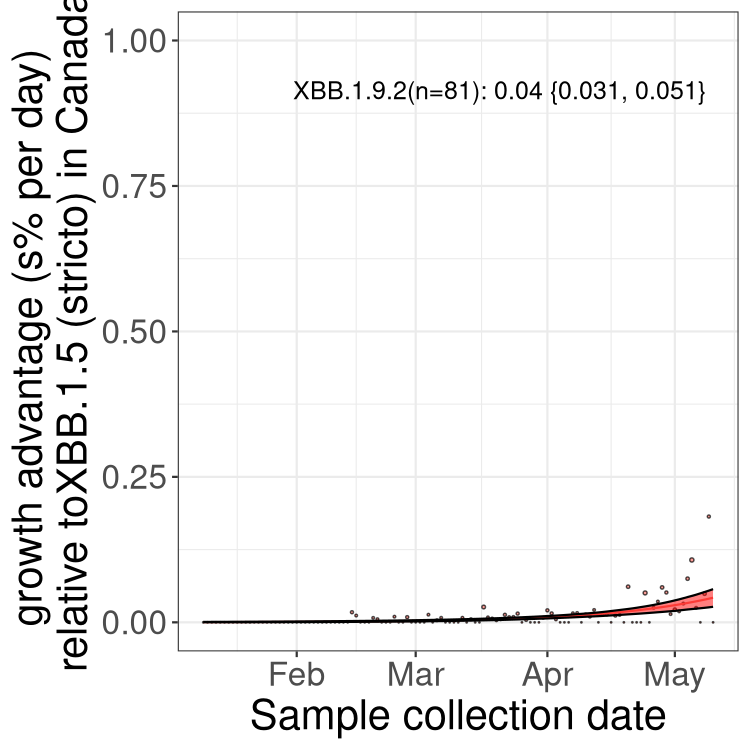 growth advantage (s% per day)
relative toXBB.1.5 (stricto) in Canada
1.00
0.75
0.50
0.25
0.00
XBB.1.9.2(n=81): 0.04 {0.031, 0.051}
Feb Mar Apr May
Sample collection date